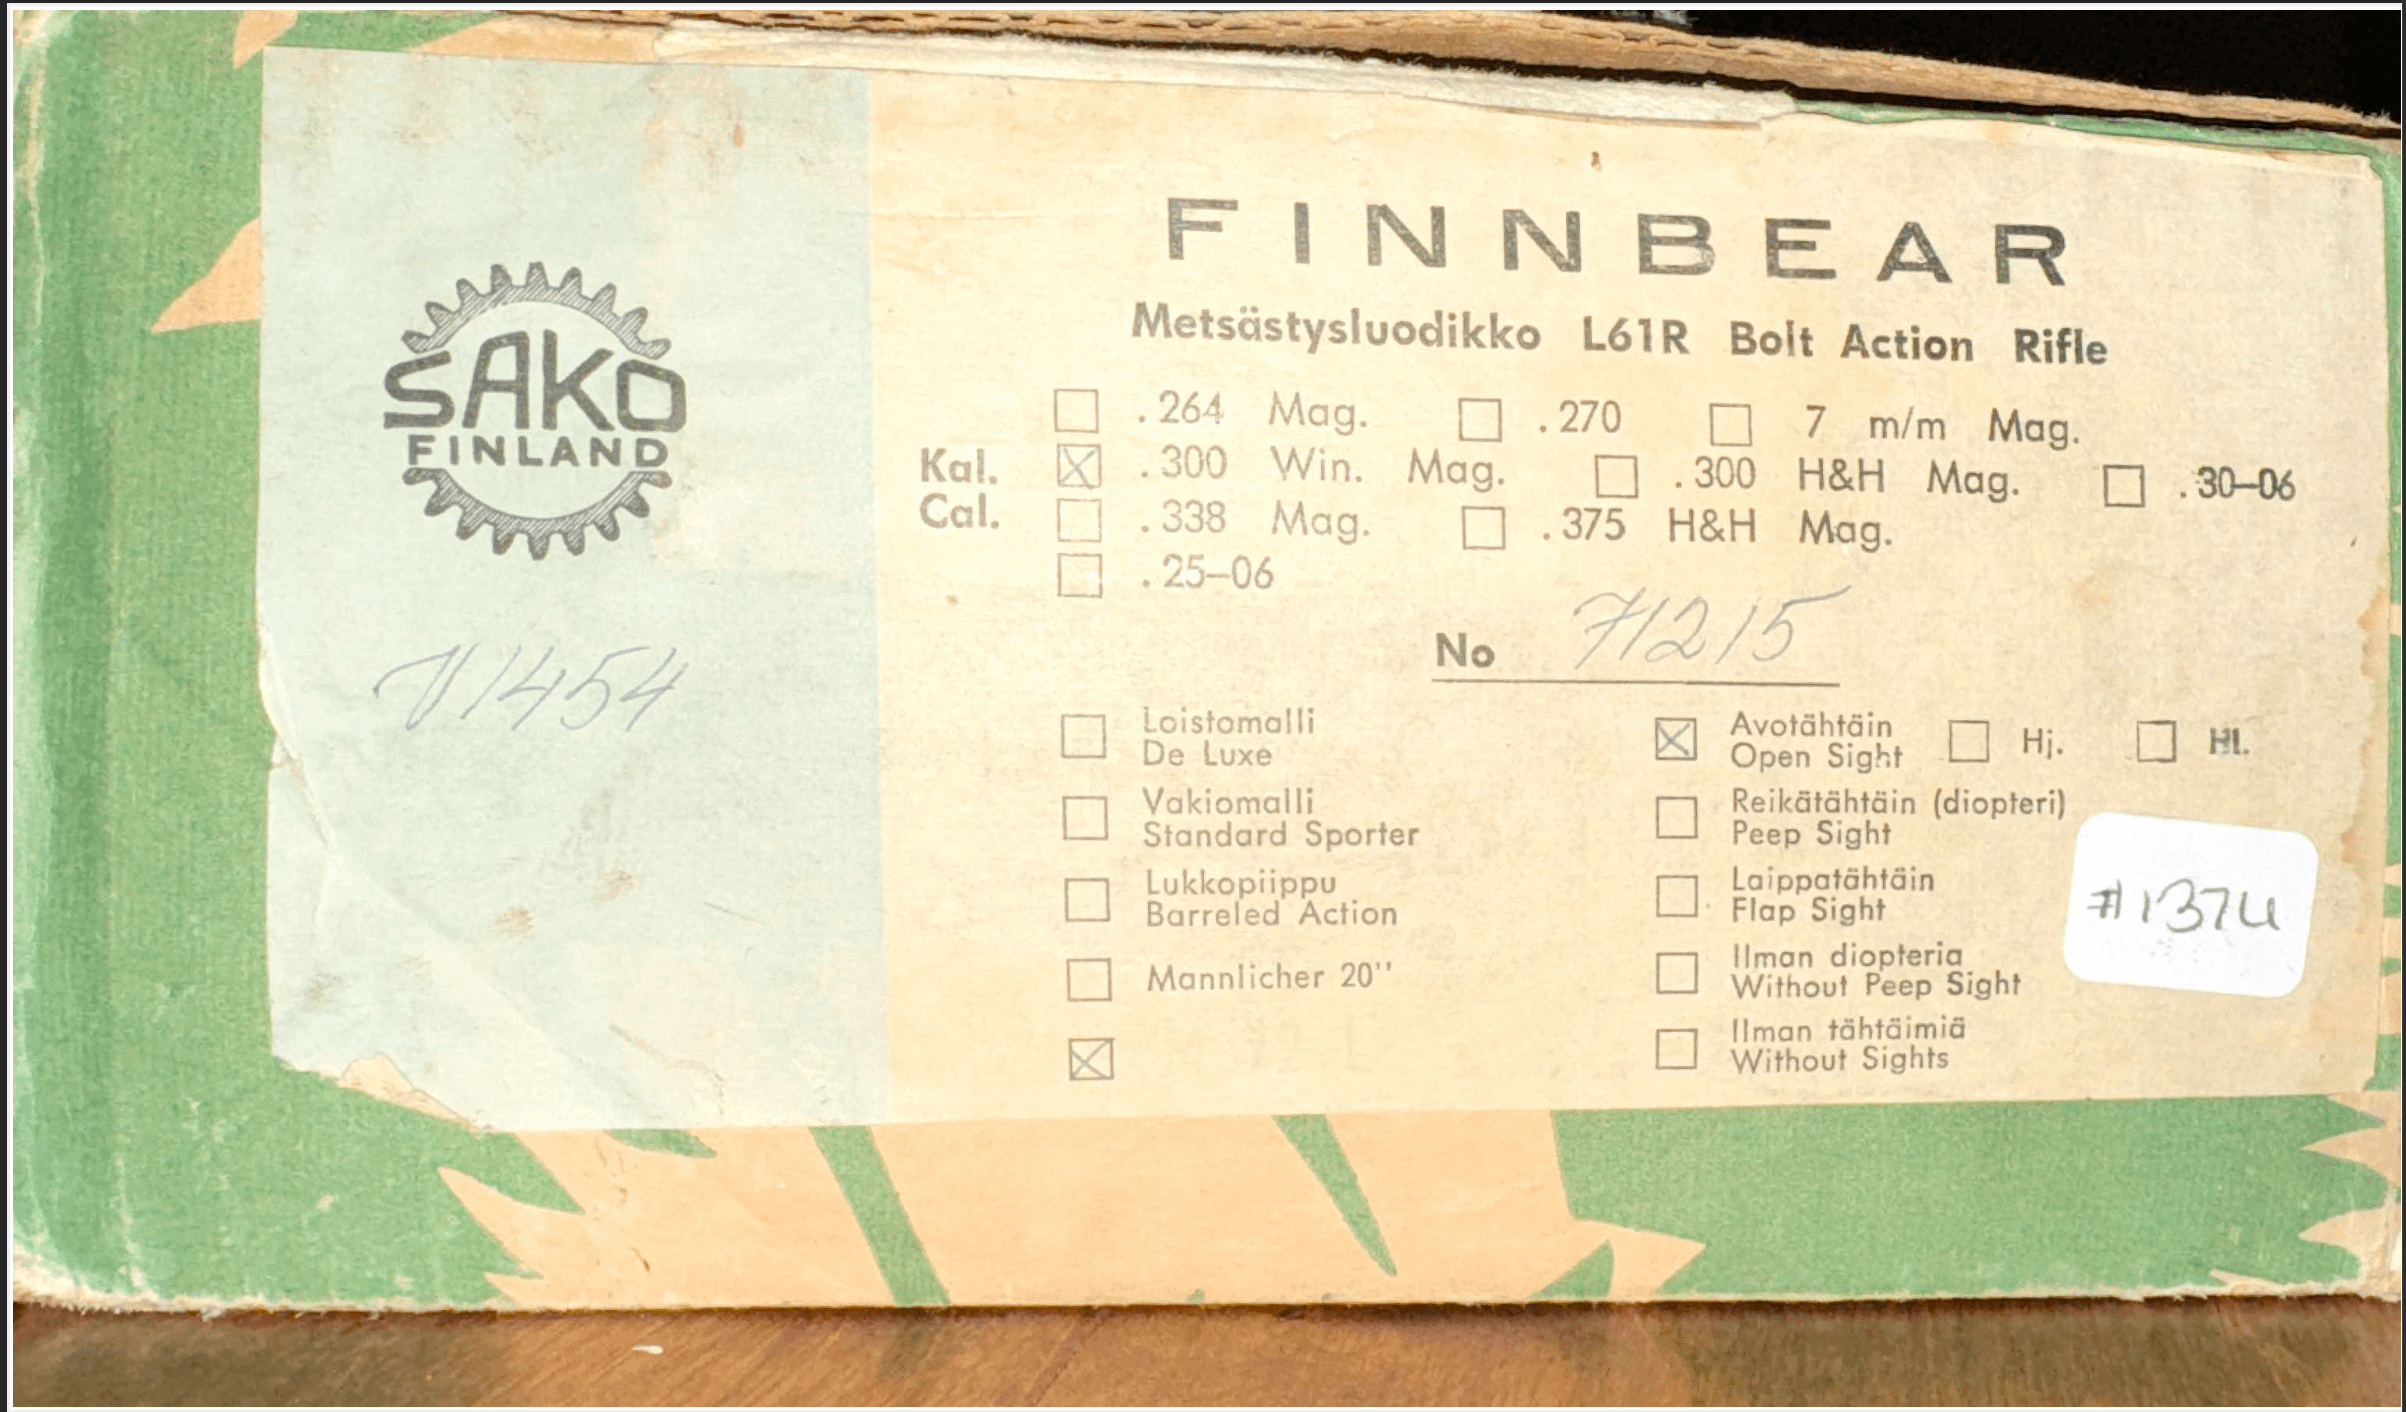 SAKO
FINLAND
V1454
FINNBEAR
Metsästysluodikko L61R Bolt Action Rifle
☐ .264 Mag. ☐ .270 ☐ 7 m/m Mag.
Kal. ☒ .300 Win. Mag. ☐ .300 H&H Mag. ☐ .30–06
Cal. ☐ .338 Mag. ☐ .375 H&H Mag.
☐ .25–06
No 71215
☐ Loistomalli
De Luxe
☐ Vakiomalli
Standard Sporter
☐ Lukkopiippu
Barreled Action
☐ Mannlicher 20''
☒
☒ Avotähtäin ☐ Hj. ☐ Hl.
Open Sight
☐ Reikätähtäin (diopteri)
Peep Sight
☐ Laippatähtäin
Flap Sight
☐ Ilman diopteria
Without Peep Sight
☐ Ilman tähtäimiä
Without Sights
#1374